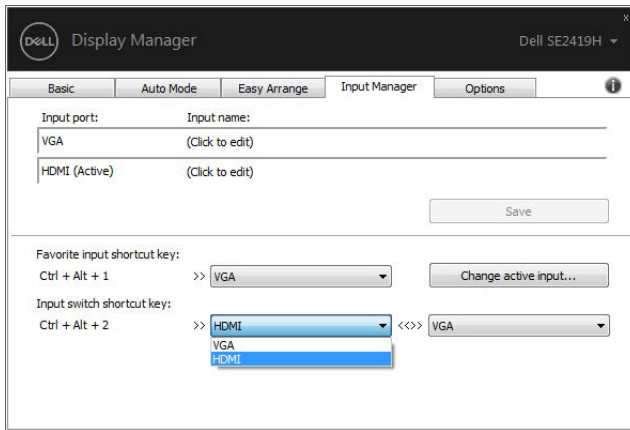 DELL Display Manager
Dell SE2419H
x
Basic Auto Mode Easy Arrange Input Manager Options i
Input port: Input name:
VGA (Click to edit)
HDMI (Active) (Click to edit)
Save
Favorite input shortcut key:
Ctrl + Alt + 1 >> VGA Change active input...
Input switch shortcut key:
Ctrl + Alt + 2 >> HDMI <<>> VGA
VGA
HDMI